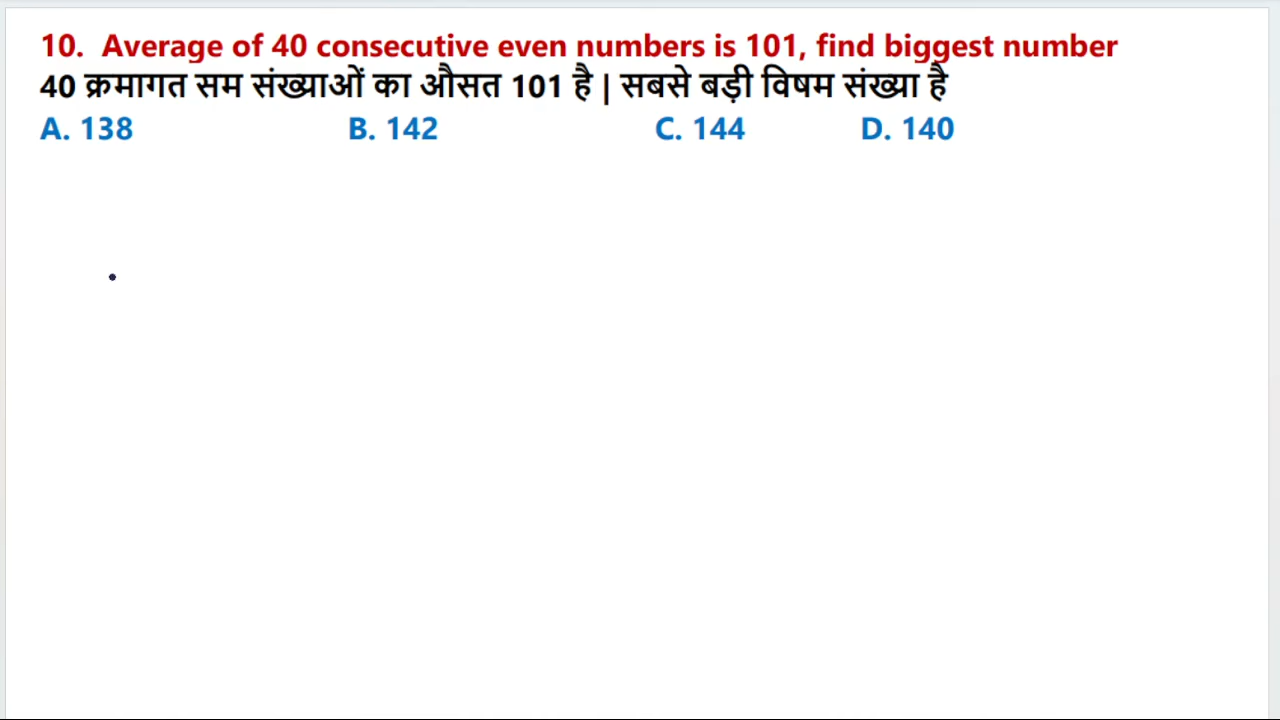 10. Average of 40 consecutive even numbers is 101, find biggest number
40 क्रमागत सम संख्याओं का औसत 101 है | सबसे बड़ी विषम संख्या है
A. 138 B. 142 C. 144 D. 140